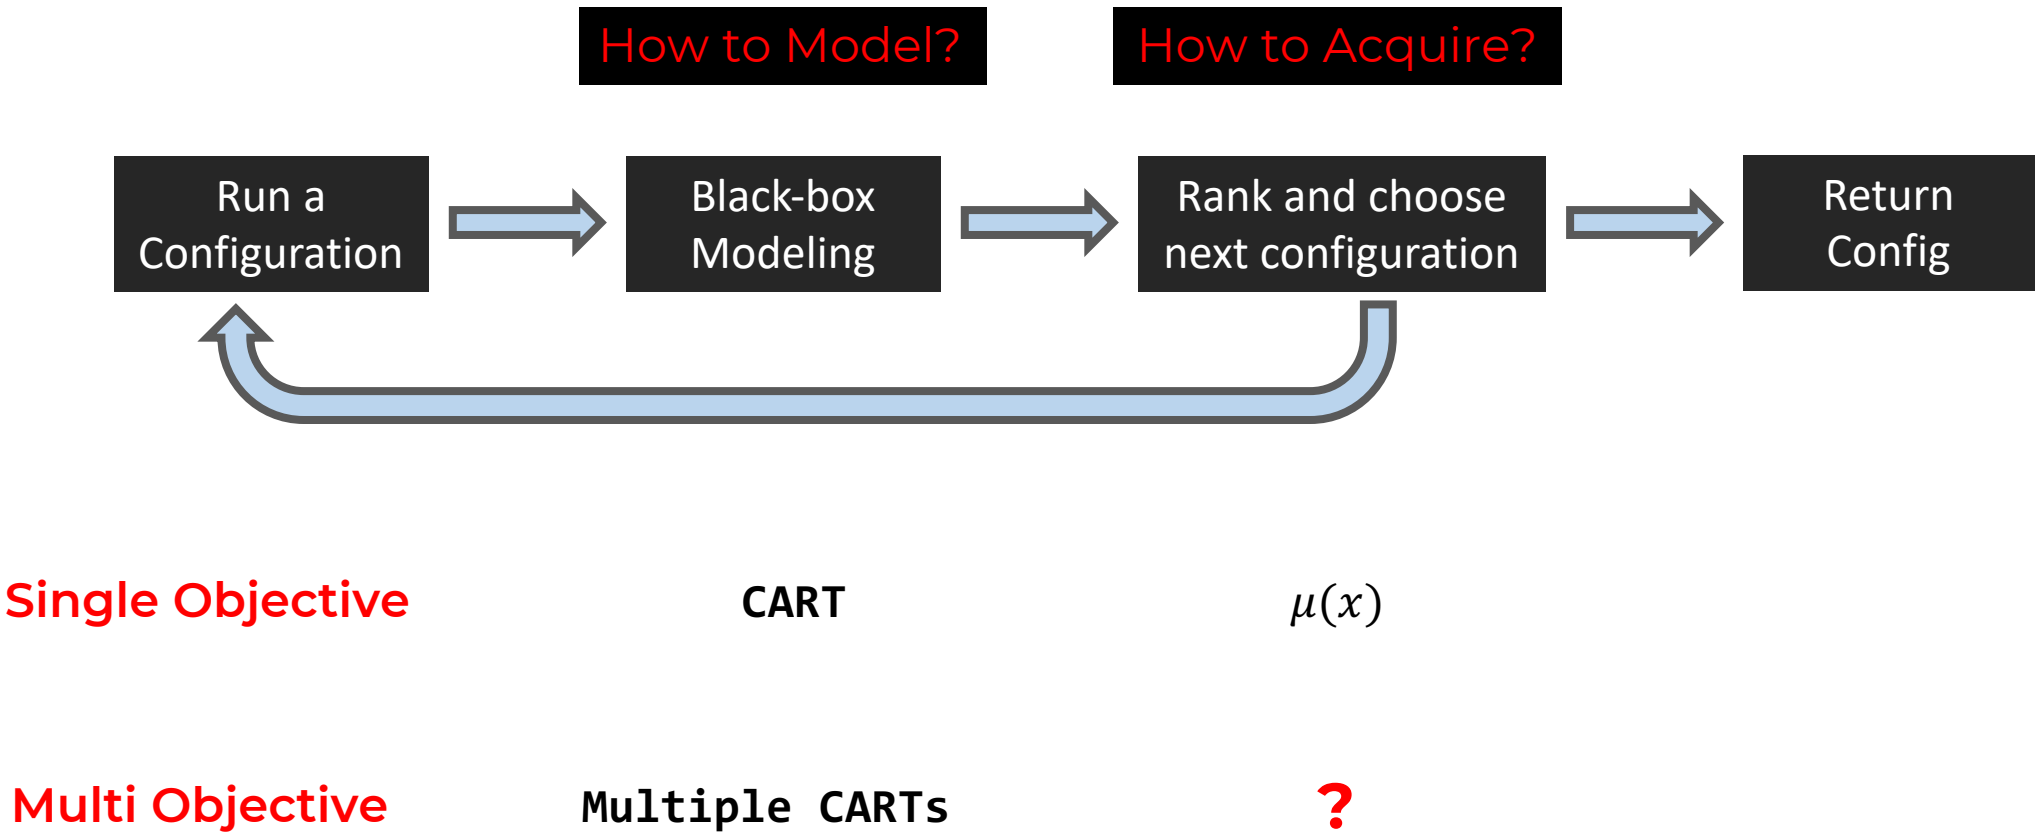 How to Model?
How to Acquire?
Run a
Configuration
Black-box
Modeling
Rank and choose
next configuration
Return
Config
Single Objective
CART
μ(x)
Multi Objective
Multiple CARTs
?